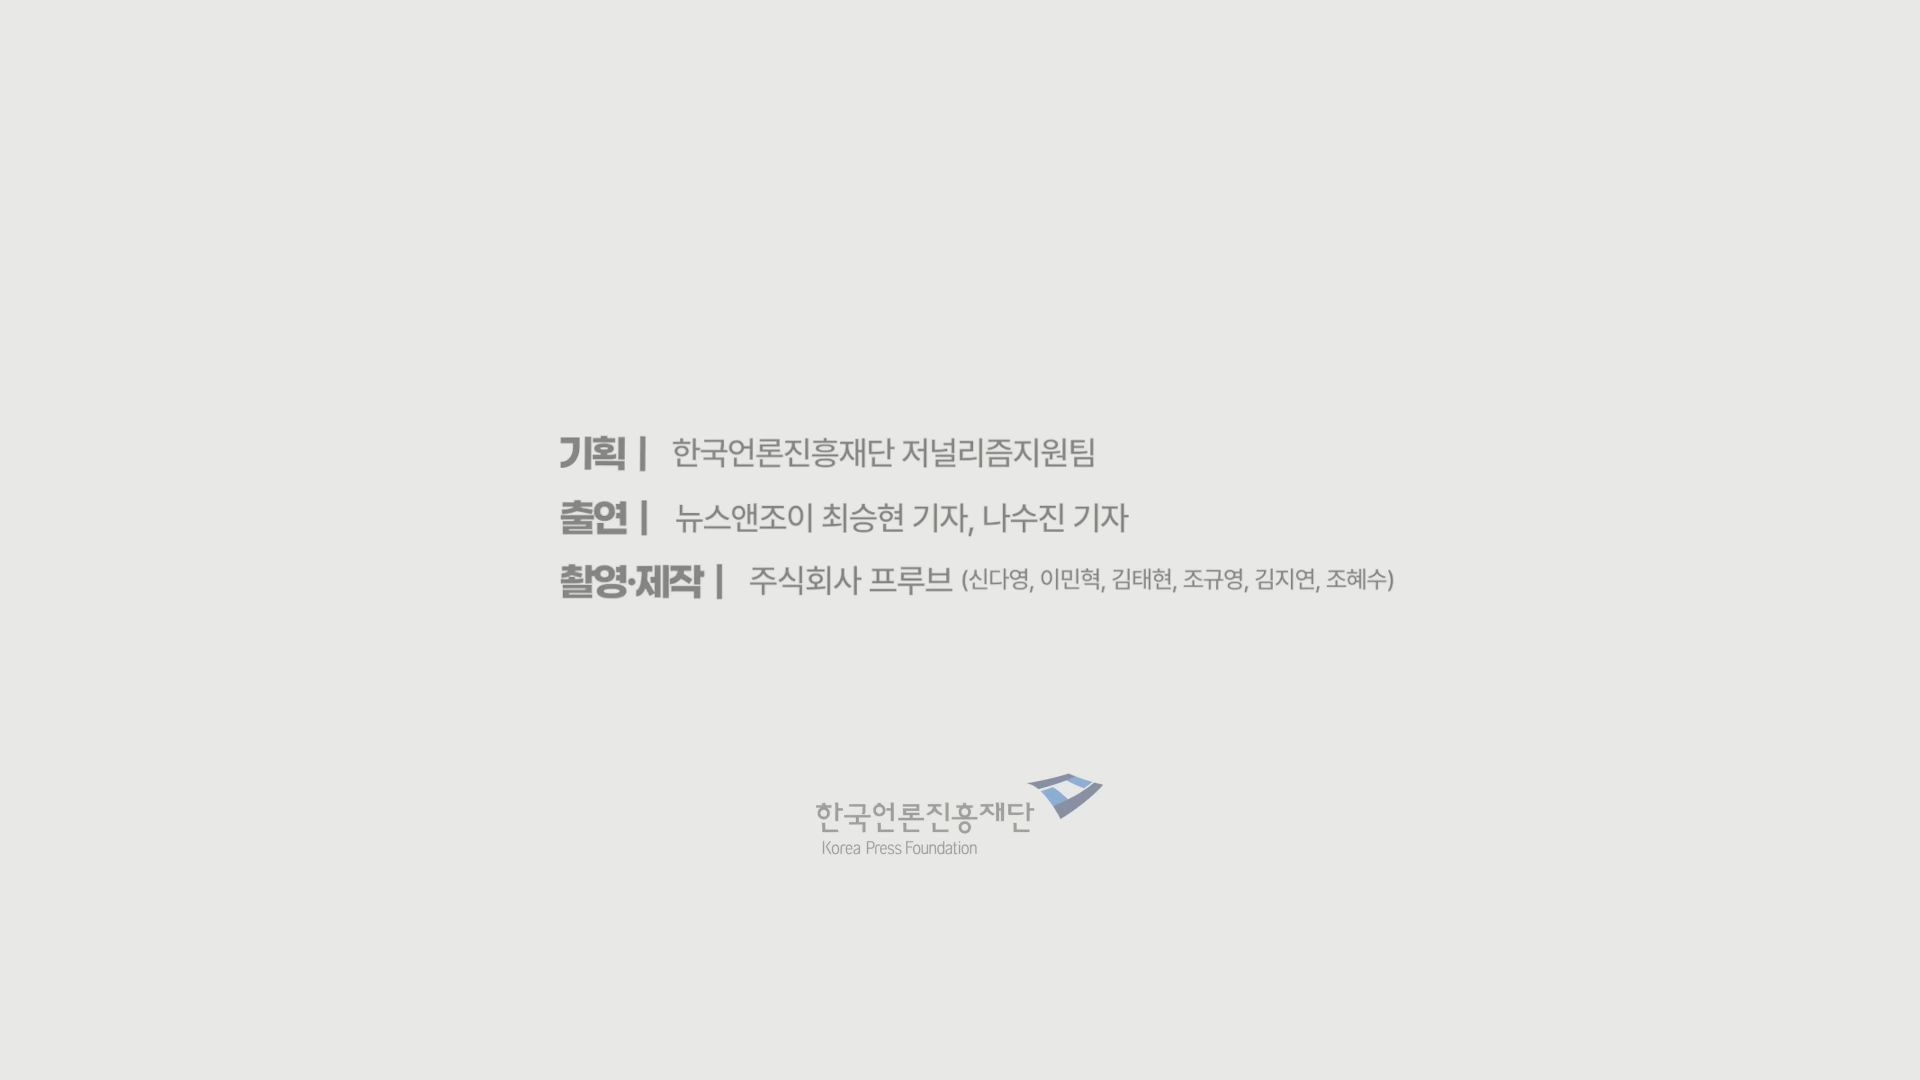 기획 | 한국언론진흥재단 저널리즘지원팀
출연 | 뉴스앤조이 최승현 기자, 나수진 기자
촬영·제작 | 주식회사 프루브 (신다영, 이민혁, 김태현, 조규영, 김지연, 조혜수)
한국언론진흥재단
Korea Press Foundation